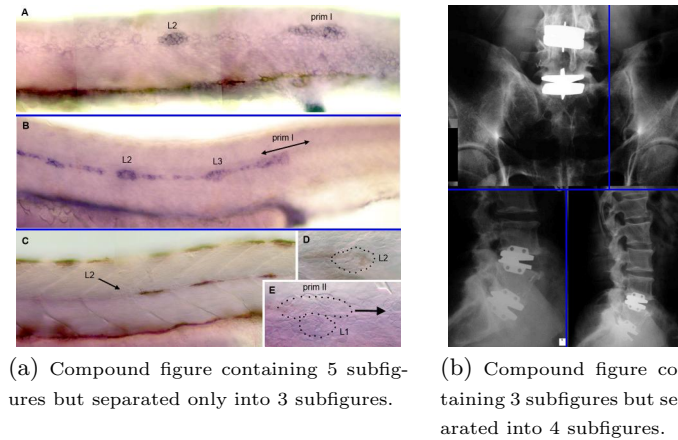 A
L2
prim I
B
prim I
L2
L3
C
L2
D
L2
E
prim II
L1
(a) Compound figure containing 5 subfig-
ures but separated only into 3 subfigures.
(b) Compound figure co
taining 3 subfigures but se
arated into 4 subfigures.